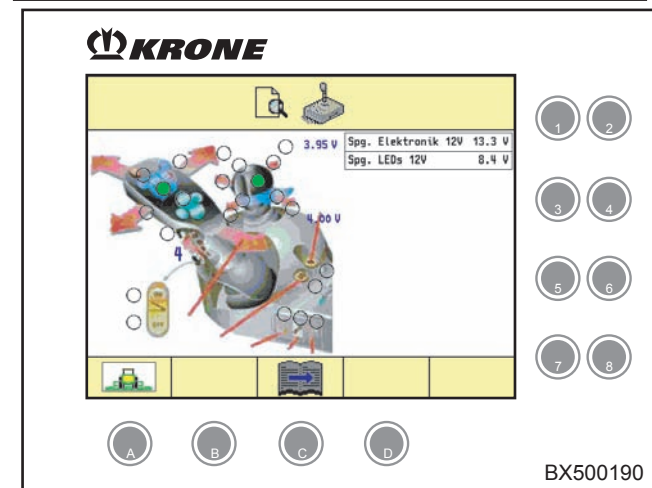 KRONE
3.95 V
Spg. Elektronik 12V 13.3 V
Spg. LEDs 12V 8.4 V
4.00 V
4
OFF
1 2
3 4
5 6
7 8
A B C D
BX500190